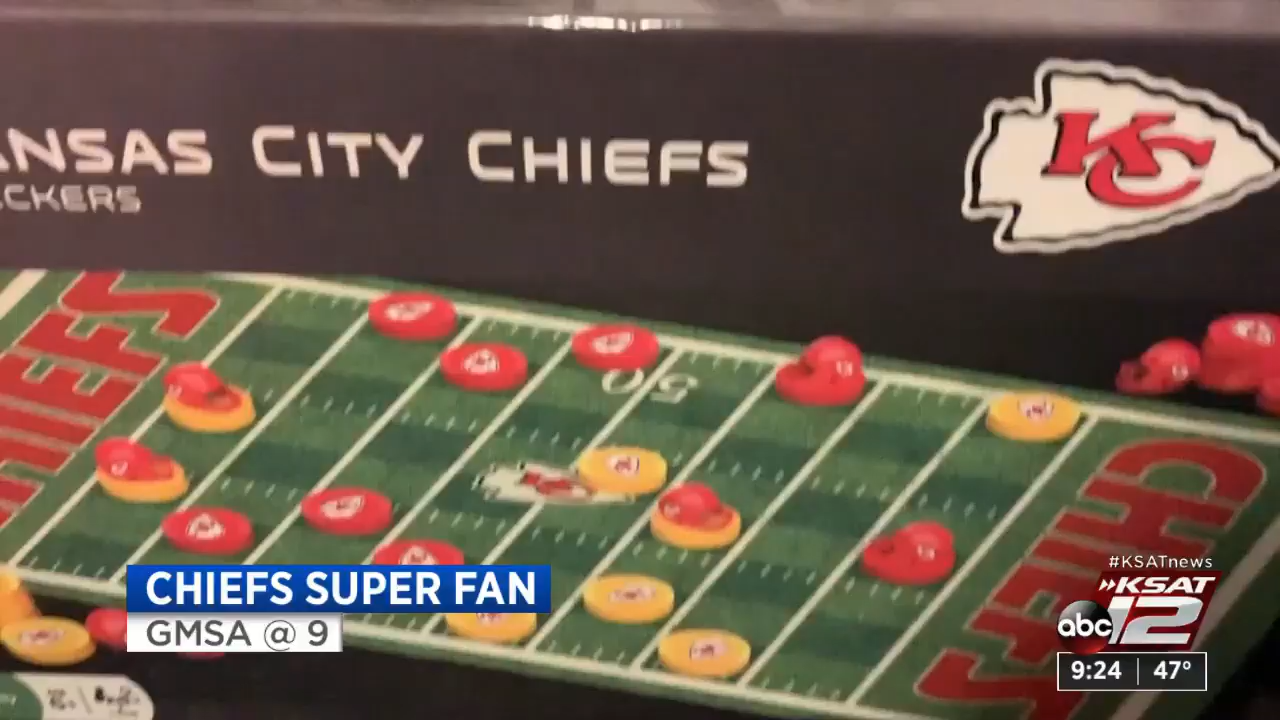 ANSAS CITY CHIEFS
CKERS
KC
CHIEFS
50
CHIEFS
CHIEFS SUPER FAN
GMSA @ 9
#KSATnews
KSAT
abc 12
9:24 47°